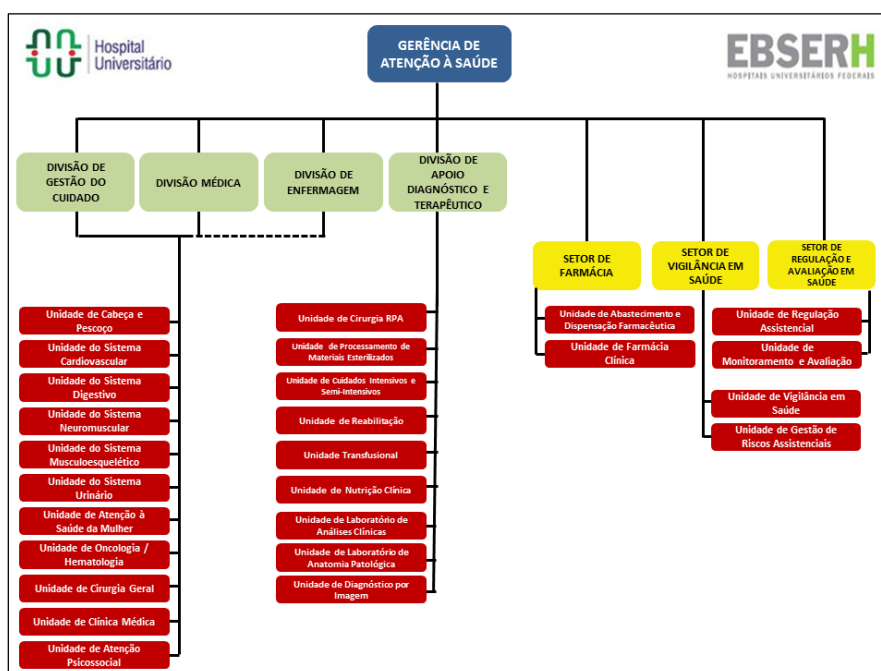 Hospital
Universitário
GERÊNCIA DE
ATENÇÃO À SAÚDE
EBSERH
HOSPITAIS UNIVERSITÁRIOS FEDERAIS
DIVISÃO DE
GESTÃO DO
CUIDADO
DIVISÃO MÉDICA
DIVISÃO DE
ENFERMAGEM
DIVISÃO DE
APOIO
DIAGNÓSTICO E
TERAPÊUTICO
SETOR DE
FARMÁCIA
SETOR DE
VIGILÂNCIA EM
SAÚDE
SETOR DE
REGULAÇÃO E
AVALIAÇÃO EM
SAÚDE
Unidade de Cabeça e
Pescoço
Unidade do Sistema
Cardiovascular
Unidade do Sistema
Digestivo
Unidade do Sistema
Neuromuscular
Unidade do Sistema
Musculoesquelético
Unidade do Sistema
Urinário
Unidade de Atenção à
Saúde da Mulher
Unidade de Oncologia /
Hematologia
Unidade de Cirurgia Geral
Unidade de Clínica Médica
Unidade de Atenção
Psicossocial
Unidade de Cirurgia RPA
Unidade de Processamento de
Materiais Esterilizados
Unidade de Cuidados Intensivos e
Semi-Intensivos
Unidade de Reabilitação
Unidade Transfusional
Unidade de Nutrição Clínica
Unidade de Laboratório de
Análises Clínicas
Unidade de Laboratório de
Anatomia Patológica
Unidade de Diagnóstico por
Imagem
Unidade de Abastecimento e
Dispensação Farmacêutica
Unidade de Farmácia
Clínica
Unidade de Regulação
Assistencial
Unidade de
Monitoramento e Avaliação
Unidade de Vigilância em
Saúde
Unidade de Gestão de
Riscos Assistenciais